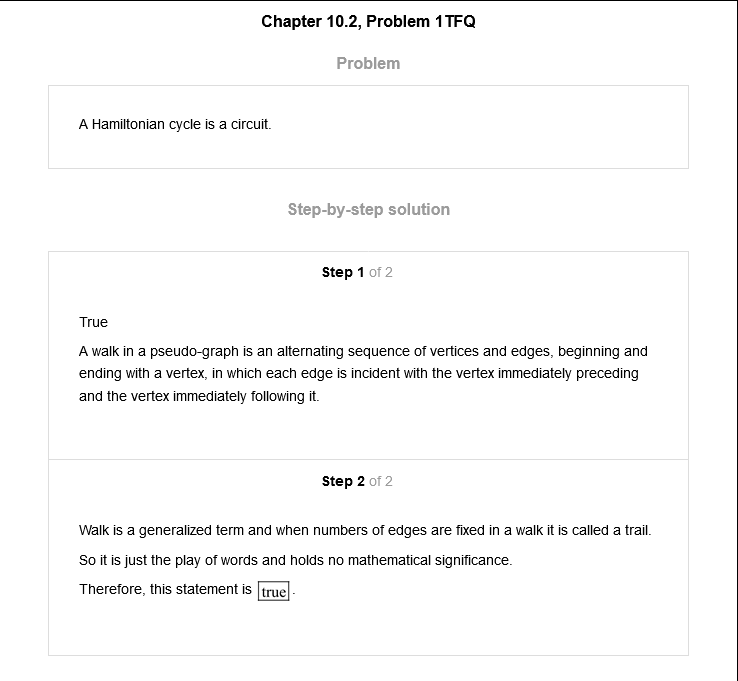 Chapter 10.2, Problem 1TFQ
Problem
A Hamiltonian cycle is a circuit.
Step-by-step solution
Step 1 of 2
True
A walk in a pseudo-graph is an alternating sequence of vertices and edges, beginning and
ending with a vertex, in which each edge is incident with the vertex immediately preceding
and the vertex immediately following it.
Step 2 of 2
Walk is a generalized term and when numbers of edges are fixed in a walk it is called a trail.
So it is just the play of words and holds no mathematical significance.
Therefore, this statement is true.